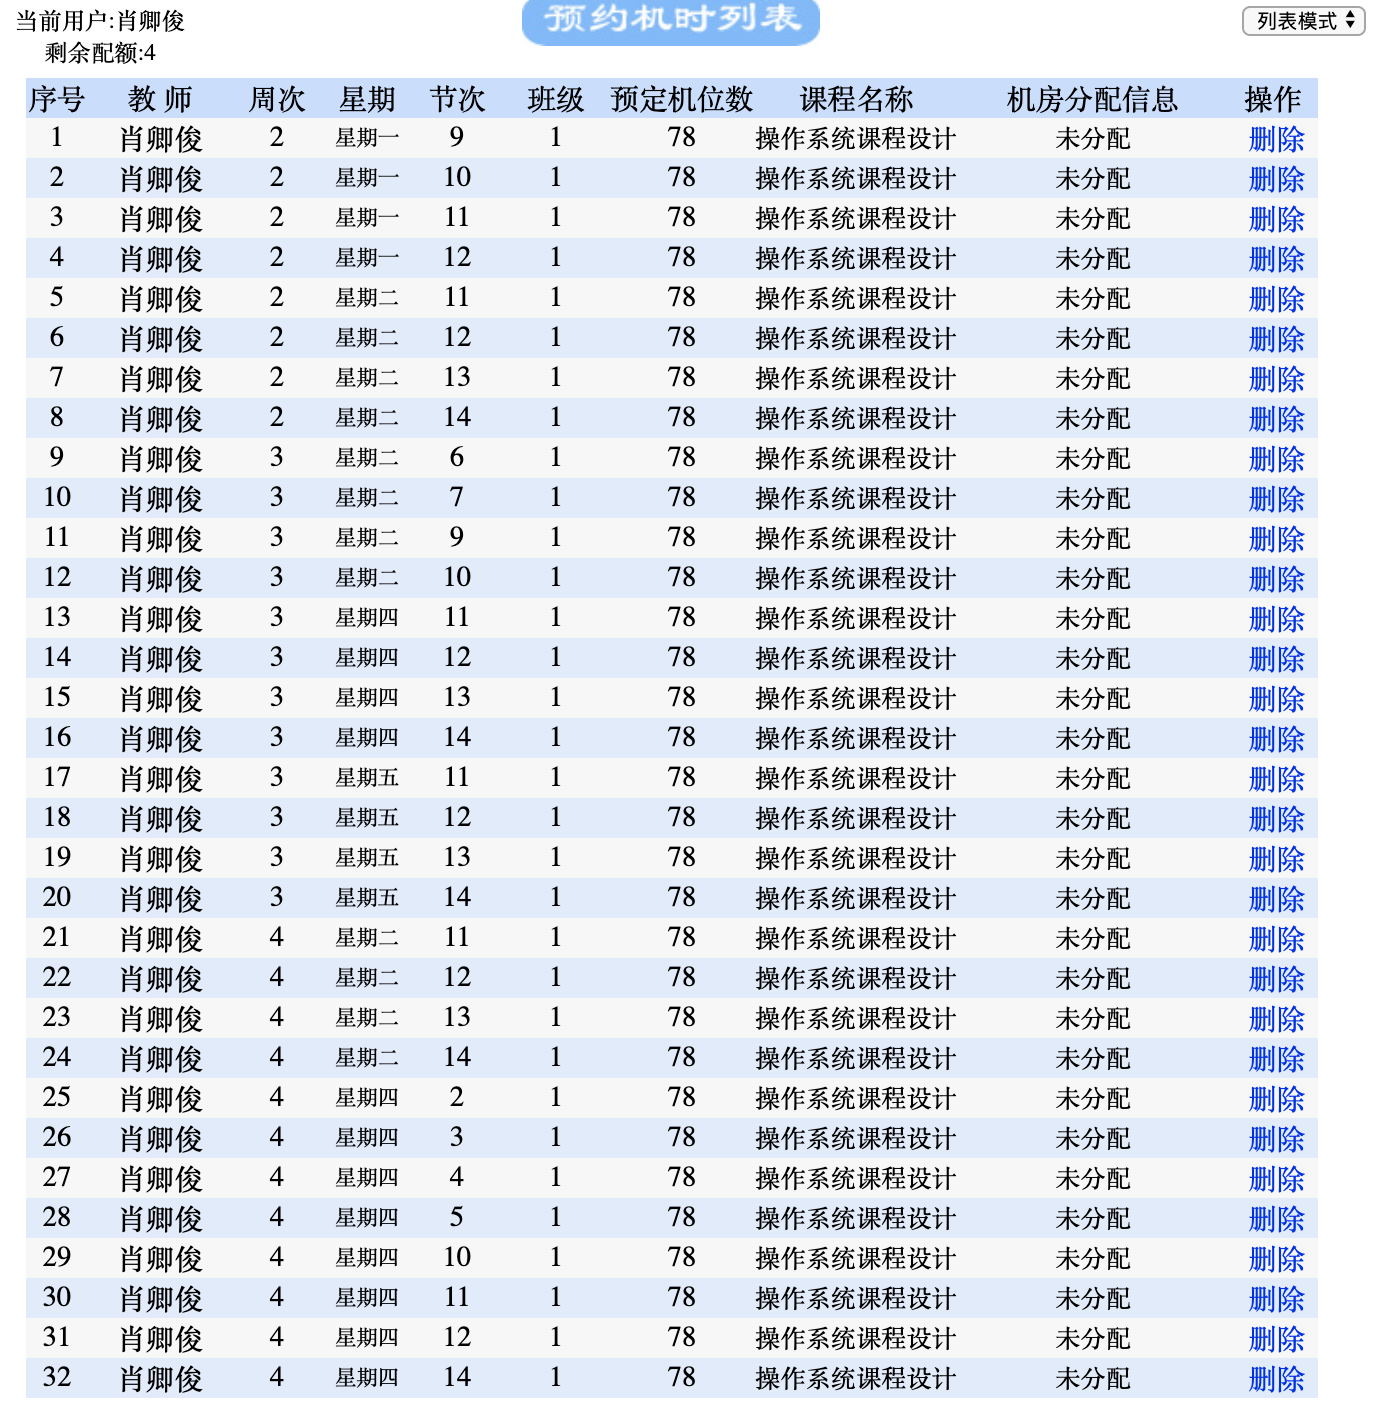 当前用户:肖卿俊
预约机时列表
列表模式
剩余配额:4
序号 教 师 周次 星期 节次 班级 预定机位数 课程名称 机房分配信息 操作
1 肖卿俊 2 星期一 9 1 78 操作系统课程设计 未分配 删除
2 肖卿俊 2 星期一 10 1 78 操作系统课程设计 未分配 删除
3 肖卿俊 2 星期一 11 1 78 操作系统课程设计 未分配 删除
4 肖卿俊 2 星期一 12 1 78 操作系统课程设计 未分配 删除
5 肖卿俊 2 星期二 11 1 78 操作系统课程设计 未分配 删除
6 肖卿俊 2 星期二 12 1 78 操作系统课程设计 未分配 删除
7 肖卿俊 2 星期二 13 1 78 操作系统课程设计 未分配 删除
8 肖卿俊 2 星期二 14 1 78 操作系统课程设计 未分配 删除
9 肖卿俊 3 星期二 6 1 78 操作系统课程设计 未分配 删除
10 肖卿俊 3 星期二 7 1 78 操作系统课程设计 未分配 删除
11 肖卿俊 3 星期二 9 1 78 操作系统课程设计 未分配 删除
12 肖卿俊 3 星期二 10 1 78 操作系统课程设计 未分配 删除
13 肖卿俊 3 星期四 11 1 78 操作系统课程设计 未分配 删除
14 肖卿俊 3 星期四 12 1 78 操作系统课程设计 未分配 删除
15 肖卿俊 3 星期四 13 1 78 操作系统课程设计 未分配 删除
16 肖卿俊 3 星期四 14 1 78 操作系统课程设计 未分配 删除
17 肖卿俊 3 星期五 11 1 78 操作系统课程设计 未分配 删除
18 肖卿俊 3 星期五 12 1 78 操作系统课程设计 未分配 删除
19 肖卿俊 3 星期五 13 1 78 操作系统课程设计 未分配 删除
20 肖卿俊 3 星期五 14 1 78 操作系统课程设计 未分配 删除
21 肖卿俊 4 星期二 11 1 78 操作系统课程设计 未分配 删除
22 肖卿俊 4 星期二 12 1 78 操作系统课程设计 未分配 删除
23 肖卿俊 4 星期二 13 1 78 操作系统课程设计 未分配 删除
24 肖卿俊 4 星期二 14 1 78 操作系统课程设计 未分配 删除
25 肖卿俊 4 星期四 2 1 78 操作系统课程设计 未分配 删除
26 肖卿俊 4 星期四 3 1 78 操作系统课程设计 未分配 删除
27 肖卿俊 4 星期四 4 1 78 操作系统课程设计 未分配 删除
28 肖卿俊 4 星期四 5 1 78 操作系统课程设计 未分配 删除
29 肖卿俊 4 星期四 10 1 78 操作系统课程设计 未分配 删除
30 肖卿俊 4 星期四 11 1 78 操作系统课程设计 未分配 删除
31 肖卿俊 4 星期四 12 1 78 操作系统课程设计 未分配 删除
32 肖卿俊 4 星期四 14 1 78 操作系统课程设计 未分配 删除